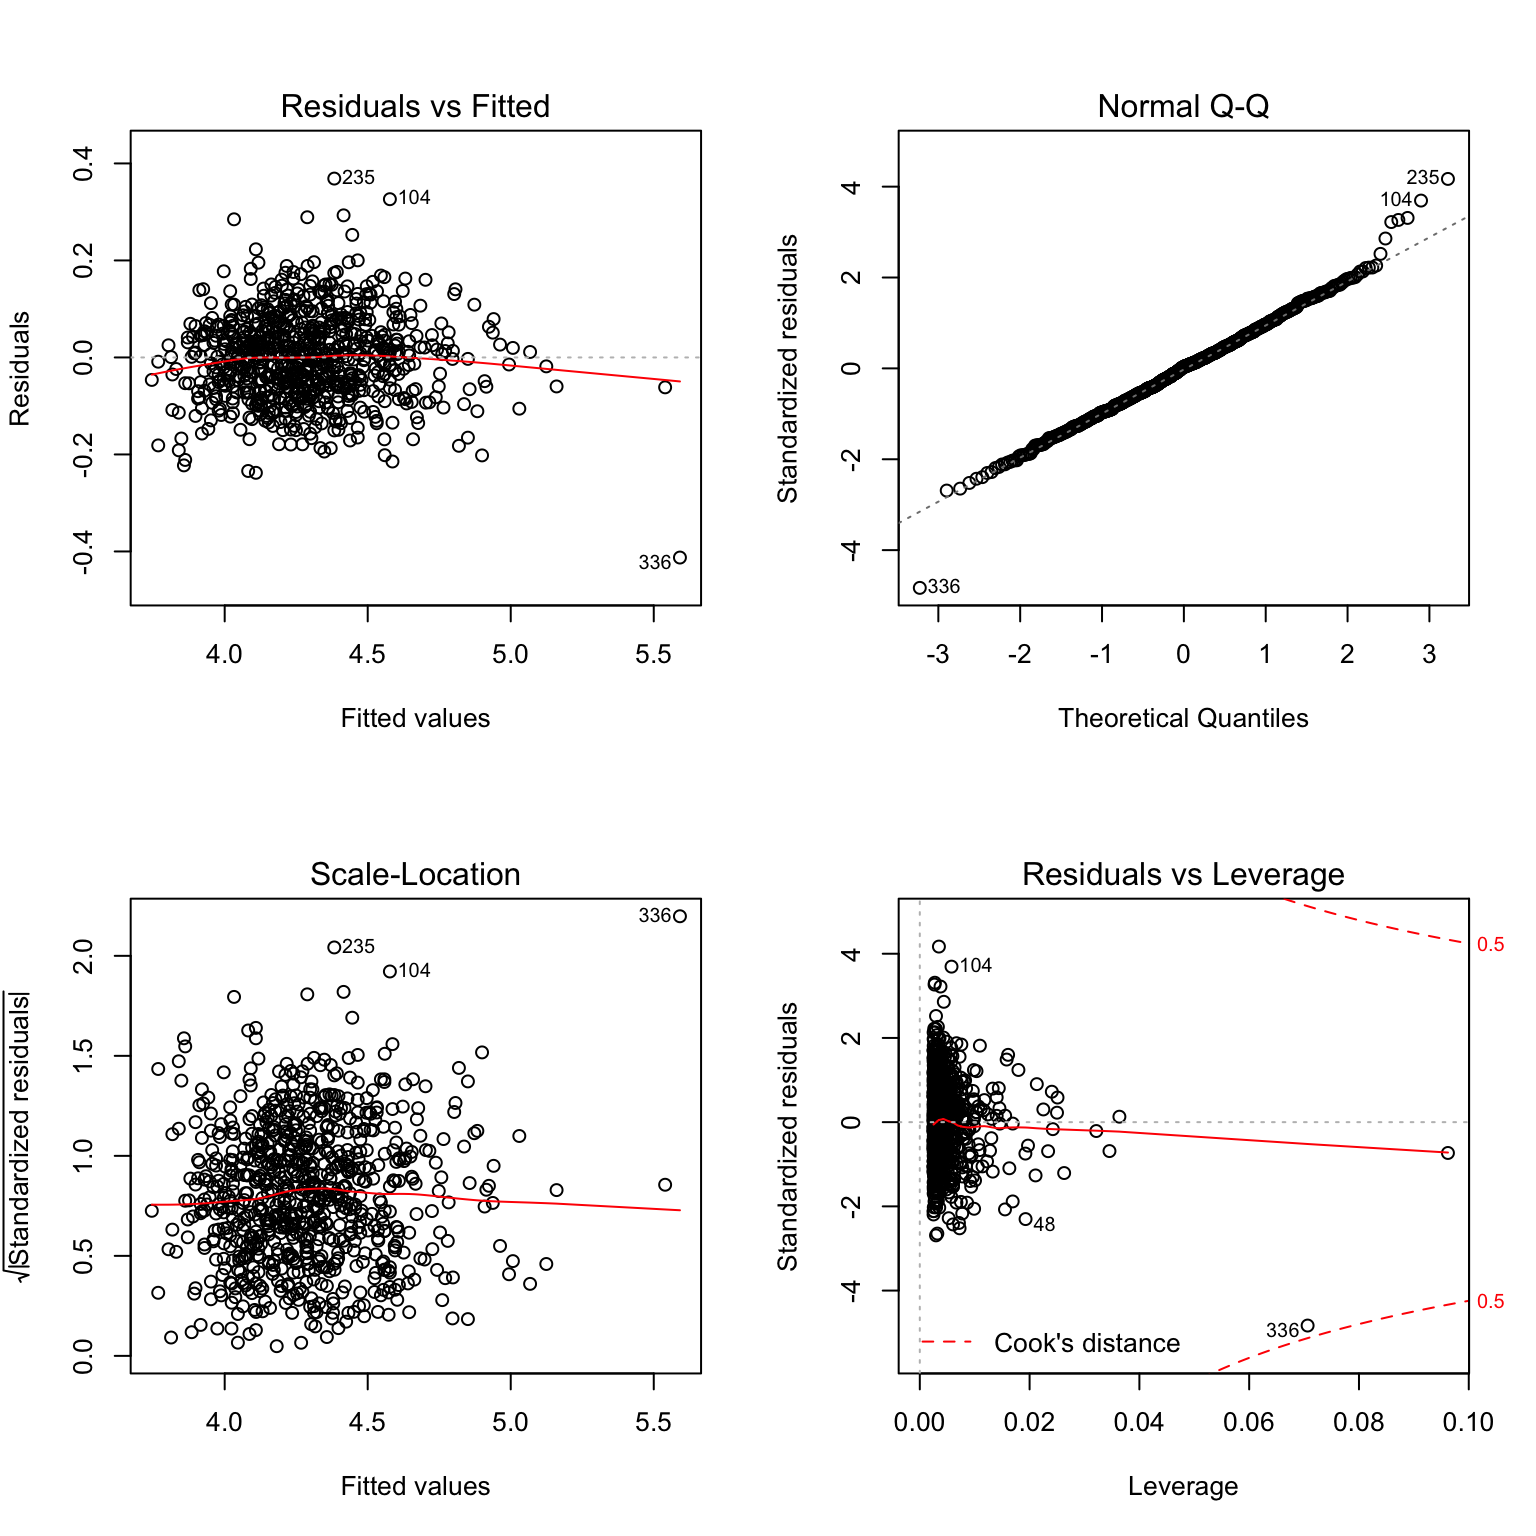 Residuals vs Fitted
Residuals
0.4
0.2
0.0
-0.2
-0.4
235
104
336
4.0 4.5 5.0 5.5
Fitted values
Normal Q-Q
Standardized residuals
4
2
0
-2
-4
235
104
336
-3 -2 -1 0 1 2 3
Theoretical Quantiles
Scale-Location
√|Standardized residuals|
2.0
1.5
1.0
0.5
0.0
336
235
104
4.0 4.5 5.0 5.5
Fitted values
Residuals vs Leverage
Standardized residuals
4
2
0
-2
-4
104
48
336
0.5
0.5
Cook's distance
0.00 0.02 0.04 0.06 0.08 0.10
Leverage